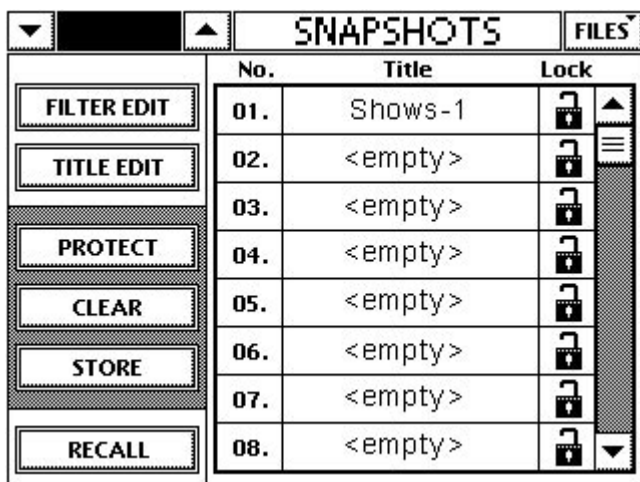 SNAPSHOTS FILES
No. Title Lock
FILTER EDIT
TITLE EDIT
PROTECT
CLEAR
STORE
RECALL
01. Shows-1
02. <empty>
03. <empty>
04. <empty>
05. <empty>
06. <empty>
07. <empty>
08. <empty>